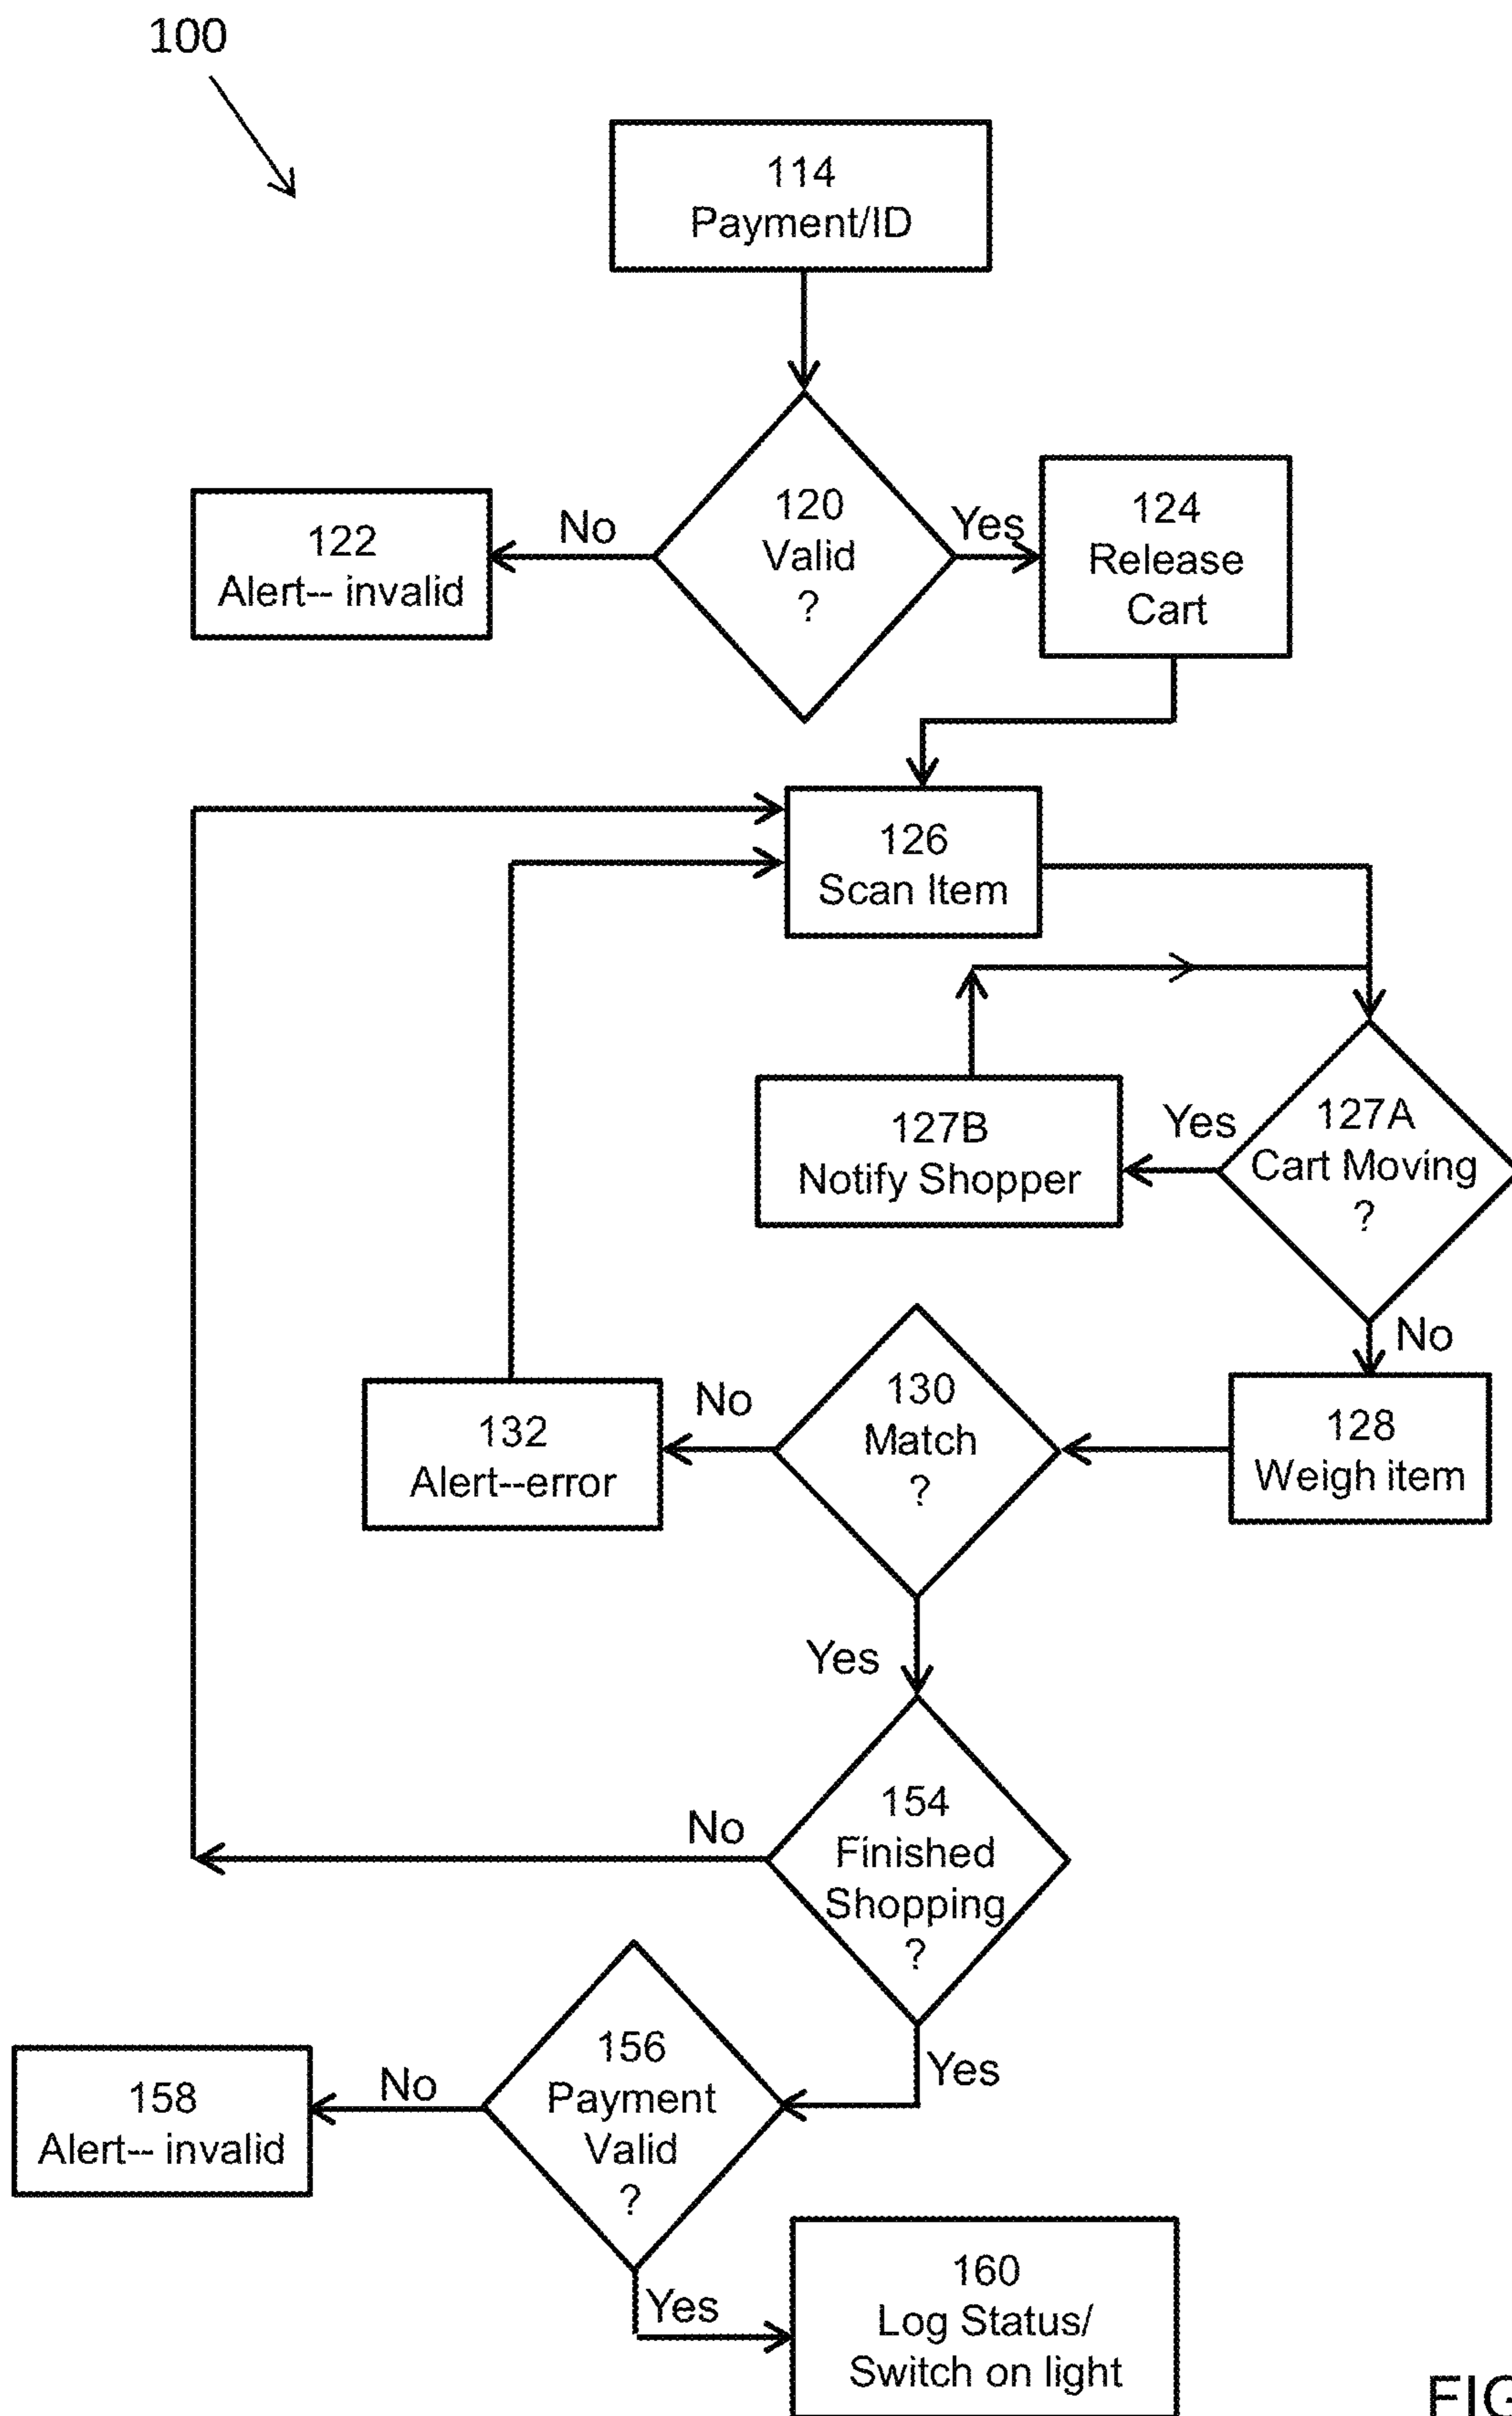 100
114
Payment/ID
120
Valid
?
No
Yes
122
Alert-- invalid
124
Release
Cart
126
Scan Item
127A
Cart Moving
?
Yes
127B
Notify Shopper
No
128
Weigh item
130
Match
?
No
132
Alert--error
Yes
154
Finished
Shopping
?
No
Yes
156
Payment
Valid
?
No
158
Alert-- invalid
Yes
160
Log Status/
Switch on light